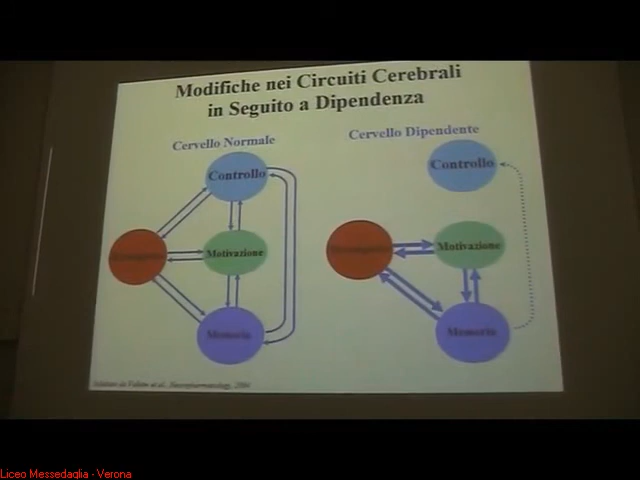 Modifiche nei Circuiti Cerebrali
in Seguito a Dipendenza
Cervello Normale
Cervello Dipendente
Controllo
Controllo
Motivazione
Motivazione
Memoria
Memoria
Liceo Messedaglia - Verona